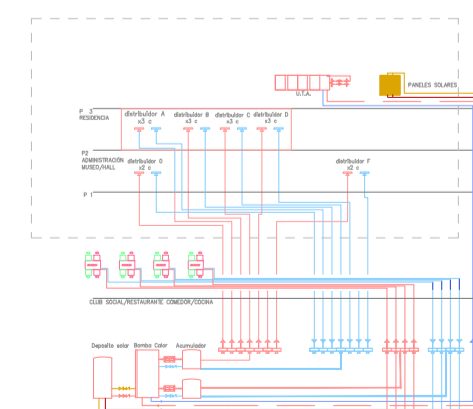 U.T.A.
PANELES SOLARES
P 3
RESIDENCIA
distribuidor A
x3 c
distribuidor B
x3 c
distribuidor C
x3 c
distribuidor D
x3 c
P2
ADMINISTRACIÓN
MUSEO/HALL
distribuidor O
x2 c
distribuidor F
x2 c
P 1
CLUB SOCIAL/RESTAURANTE COMEDOR/COCINA
Deposito solar
Bomba Calor
Acumulador